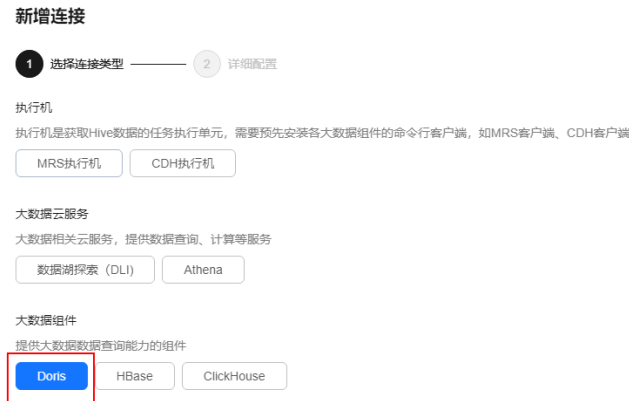 新增连接
1 选择连接类型 2 详细配置
执行机
执行机是获取Hive数据的任务执行单元，需要预先安装各大数据组件的命令行客户端，如MRS客户端、CDH客户端
MRS执行机 CDH执行机
大数据云服务
大数据相关云服务，提供数据查询、计算等服务
数据湖探索（DLI） Athena
大数据组件
提供大数据数据查询能力的组件
Doris HBase ClickHouse